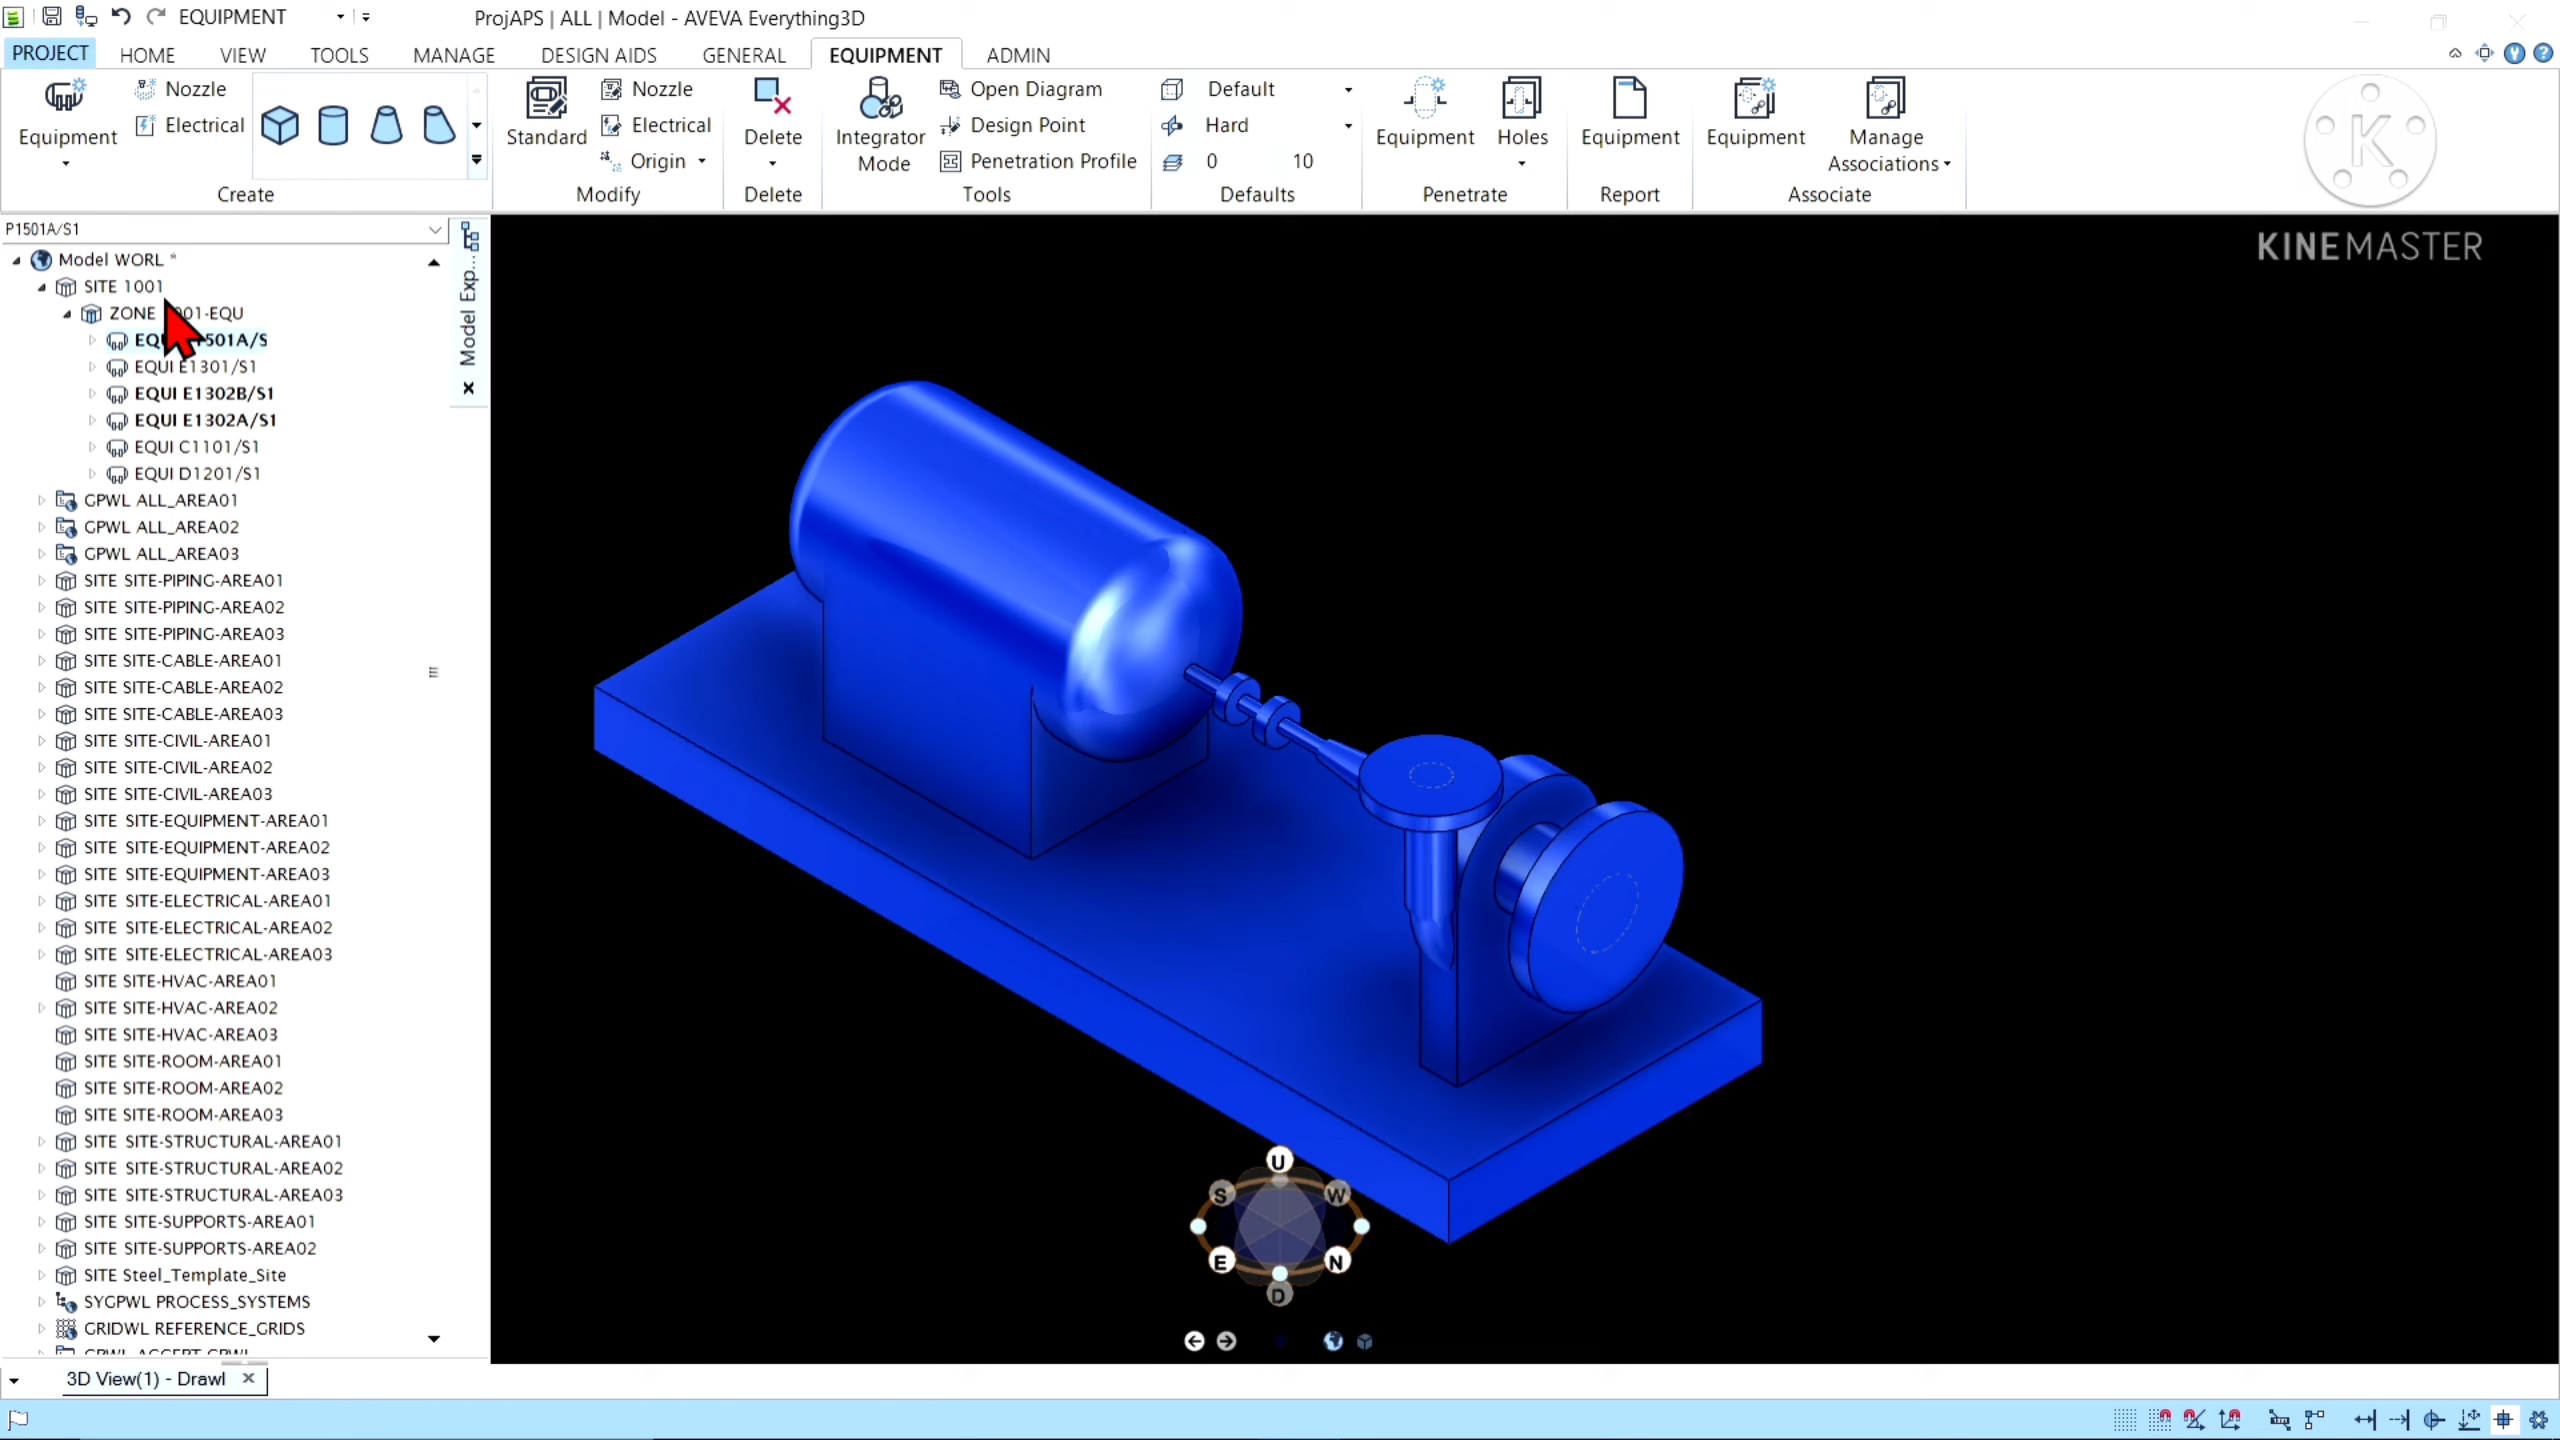 EQUIPMENT
ProjAPS | ALL | Model - AVEVA Everything3D
PROJECT HOME VIEW TOOLS MANAGE DESIGN AIDS GENERAL EQUIPMENT ADMIN
Equipment
Nozzle
Electrical
Create
Standard
Nozzle
Electrical
Origin
Modify
Delete
Delete
Integrator
Mode
Open Diagram
Design Point
Penetration Profile
Tools
Default
Hard
0 10
Defaults
Equipment
Holes
Penetrate
Equipment
Report
Equipment
Manage
Associations
Associate
K
KINEMASTER
P1501A/S1
Model Exp...
Model WORL *
SITE 1001
ZONE 001-EQU
EQU 501A/S
EQUI E1301/S1
EQUI E1302B/S1
EQUI E1302A/S1
EQUI C1101/S1
EQUI D1201/S1
GPWL ALL_AREA01
GPWL ALL_AREA02
GPWL ALL_AREA03
SITE SITE-PIPING-AREA01
SITE SITE-PIPING-AREA02
SITE SITE-PIPING-AREA03
SITE SITE-CABLE-AREA01
SITE SITE-CABLE-AREA02
SITE SITE-CABLE-AREA03
SITE SITE-CIVIL-AREA01
SITE SITE-CIVIL-AREA02
SITE SITE-CIVIL-AREA03
SITE SITE-EQUIPMENT-AREA01
SITE SITE-EQUIPMENT-AREA02
SITE SITE-EQUIPMENT-AREA03
SITE SITE-ELECTRICAL-AREA01
SITE SITE-ELECTRICAL-AREA02
SITE SITE-ELECTRICAL-AREA03
SITE SITE-HVAC-AREA01
SITE SITE-HVAC-AREA02
SITE SITE-HVAC-AREA03
SITE SITE-ROOM-AREA01
SITE SITE-ROOM-AREA02
SITE SITE-ROOM-AREA03
SITE SITE-STRUCTURAL-AREA01
SITE SITE-STRUCTURAL-AREA02
SITE SITE-STRUCTURAL-AREA03
SITE SITE-SUPPORTS-AREA01
SITE SITE-SUPPORTS-AREA02
SITE Steel_Template_Site
SYGPWL PROCESS_SYSTEMS
GRIDWL REFERENCE_GRIDS
U
S W
E N
D
3D View(1) - Drawl